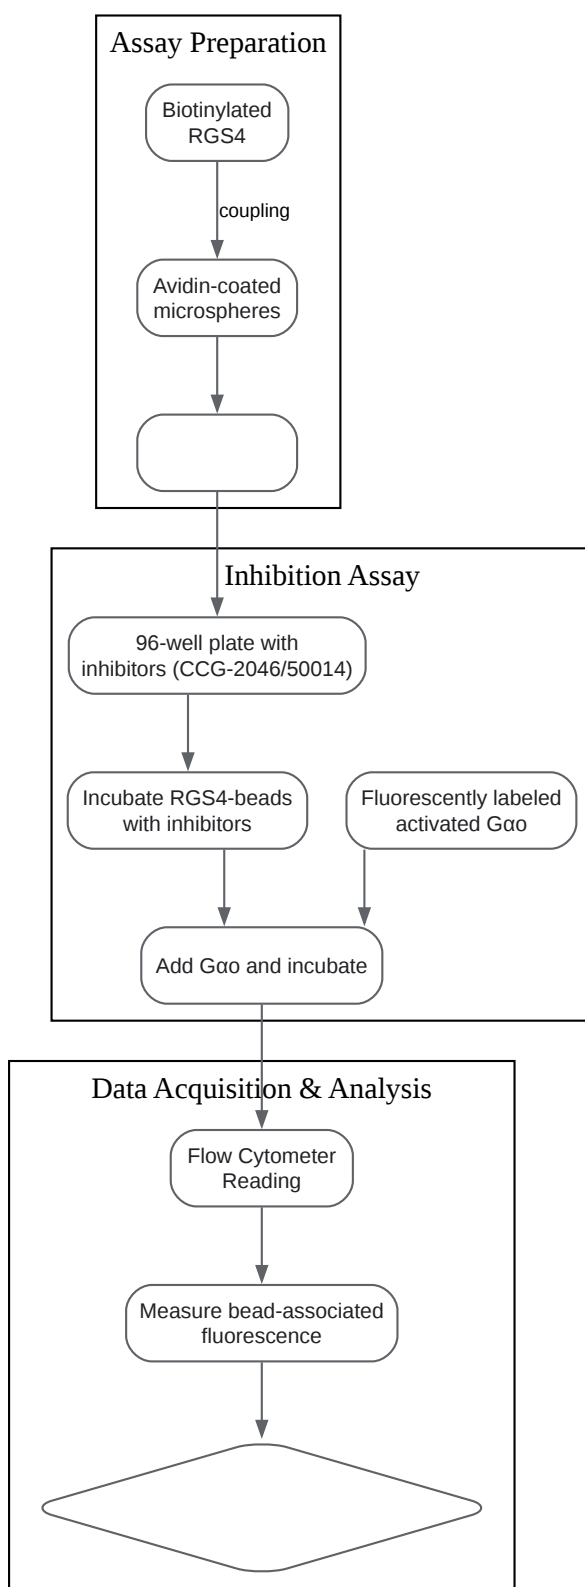 Assay Preparation
Biotinylated
RGS4
coupling
Avidin-coated
microspheres
Inhibition Assay
96-well plate with
inhibitors (CCG-2046/50014)
Incubate RGS4-beads
with inhibitors
Fluorescently labeled
activated Gαo
Add Gαo and incubate
Data Acquisition & Analysis
Flow Cytometer
Reading
Measure bead-associated
fluorescence